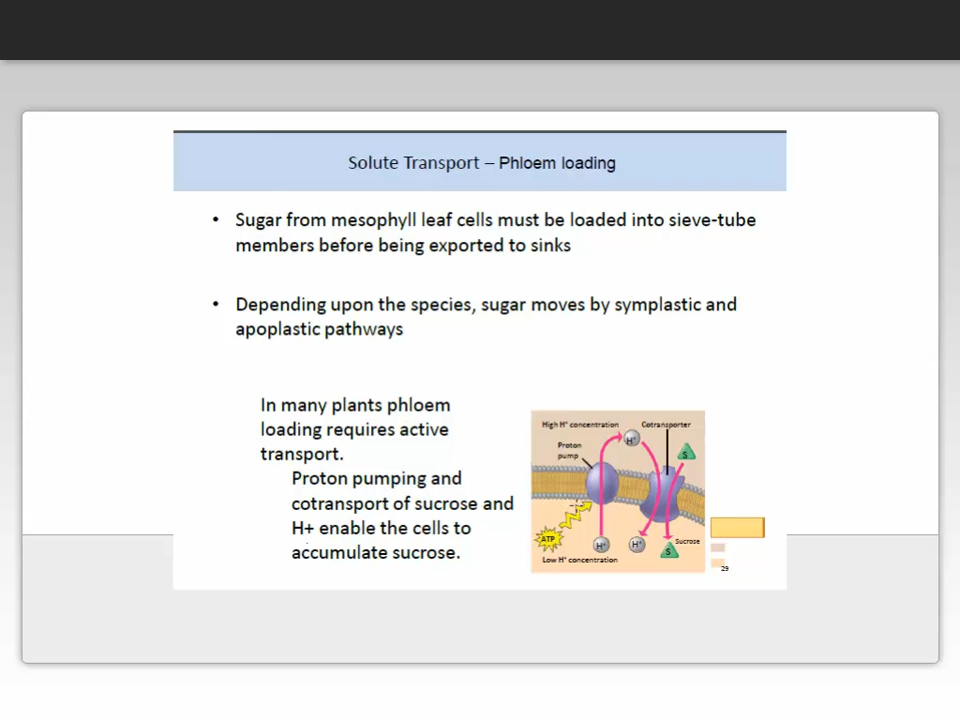 Solute Transport – Phloem loading
• Sugar from mesophyll leaf cells must be loaded into sieve-tube
members before being exported to sinks
• Depending upon the species, sugar moves by symplastic and
apoplastic pathways
In many plants phloem
loading requires active
transport.
Proton pumping and
cotransport of sucrose and
H+ enable the cells to
accumulate sucrose.
High H⁺ concentration
Cotransporter
H⁺
Proton
pump
S
ATP
H⁺
H⁺
S
Sucrose
Low H⁺ concentration
29